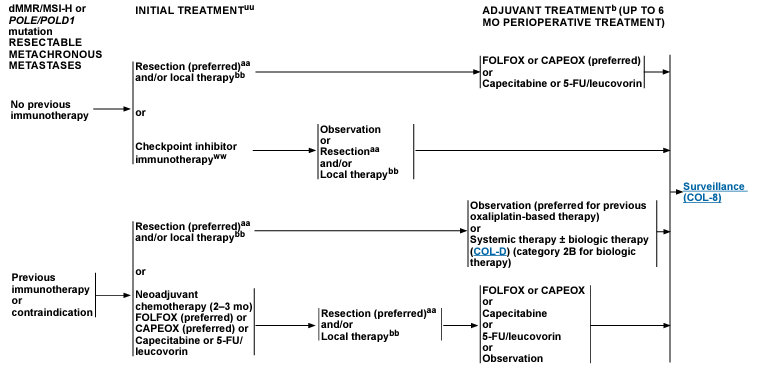 dMMR/MSI-H or
POLE/POLD1
mutation
RESECTABLE
METACHRONOUS
METASTASES
INITIAL TREATMENTuu
ADJUVANT TREATMENTb (UP TO 6
MO PERIOPERATIVE TREATMENT)
No previous
immunotherapy
Resection (preferred)aa
and/or local therapybb
or
Checkpoint inhibitor
immunotherapyww
Observation
or
Resectionaa
and/or
Local therapybb
FOLFOX or CAPEOX (preferred)
or
Capecitabine or 5-FU/leucovorin
Surveillance
(COL-8)
Previous
immunotherapy
or
contraindication
Resection (preferred)aa
and/or local therapybb
or
Neoadjuvant
chemotherapy (2–3 mo)
FOLFOX (preferred) or
CAPEOX (preferred) or
Capecitabine or 5-FU/
leucovorin
Resection (preferred)aa
and/or
Local therapybb
Observation (preferred for previous
oxaliplatin-based therapy)
or
Systemic therapy ± biologic therapy
(COL-D) (category 2B for biologic
therapy)
FOLFOX or CAPEOX
or
Capecitabine
or
5-FU/leucovorin
or
Observation